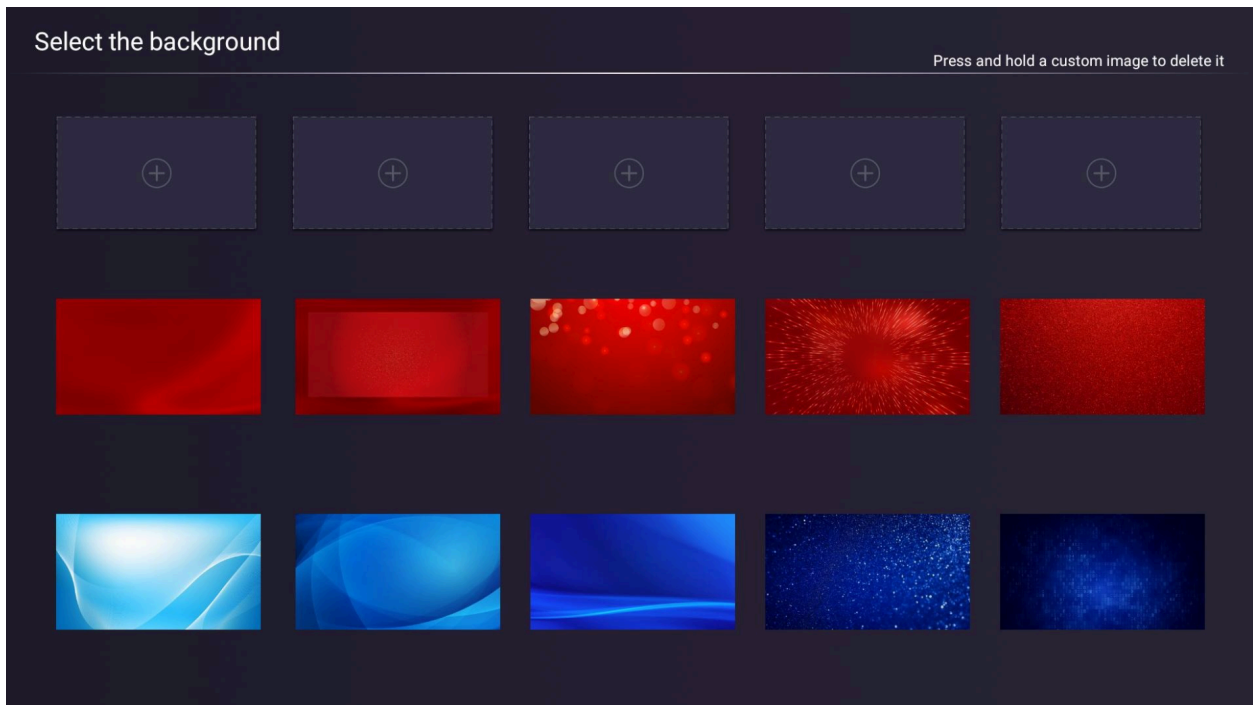 Select the background
Press and hold a custom image to delete it